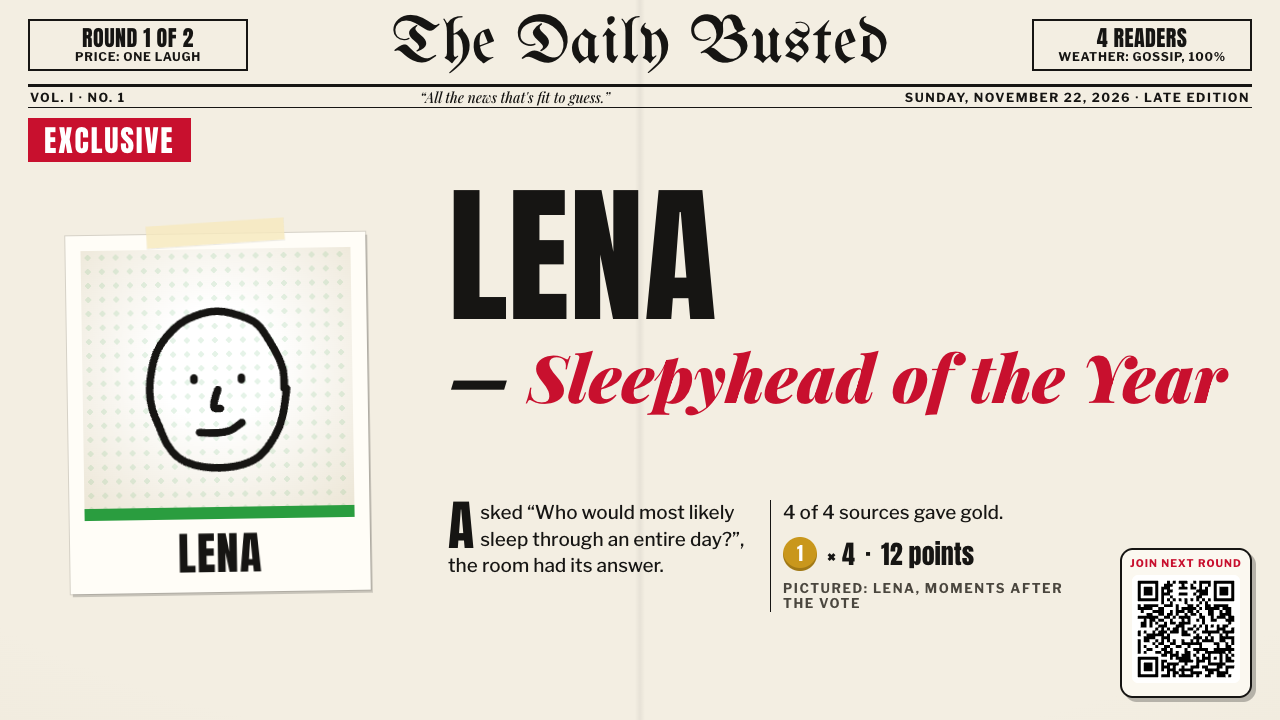 ROUND 1 OF 2
PRICE: ONE LAUGH
The Daily Busted
4 READERS
WEATHER: GOSSIP, 100%
VOL. I · NO. 1
“All the news that's fit to guess.”
SUNDAY, NOVEMBER 22, 2026 · LATE EDITION
EXCLUSIVE
LENA
— Sleepyhead of the Year
LENA
Asked “Who would most likely
sleep through an entire day?”,
the room had its answer.
4 of 4 sources gave gold.
1 × 4 · 12 points
PICTURED: LENA, MOMENTS AFTER
THE VOTE
JOIN NEXT ROUND